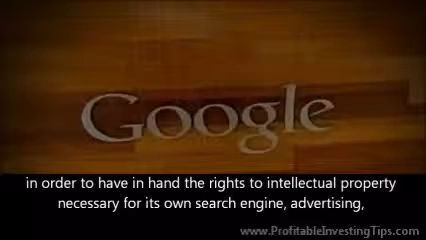 Google
in order to have in hand the rights to intellectual property
necessary for its own search engine, advertising,
www.ProfitableInvestingTips.com